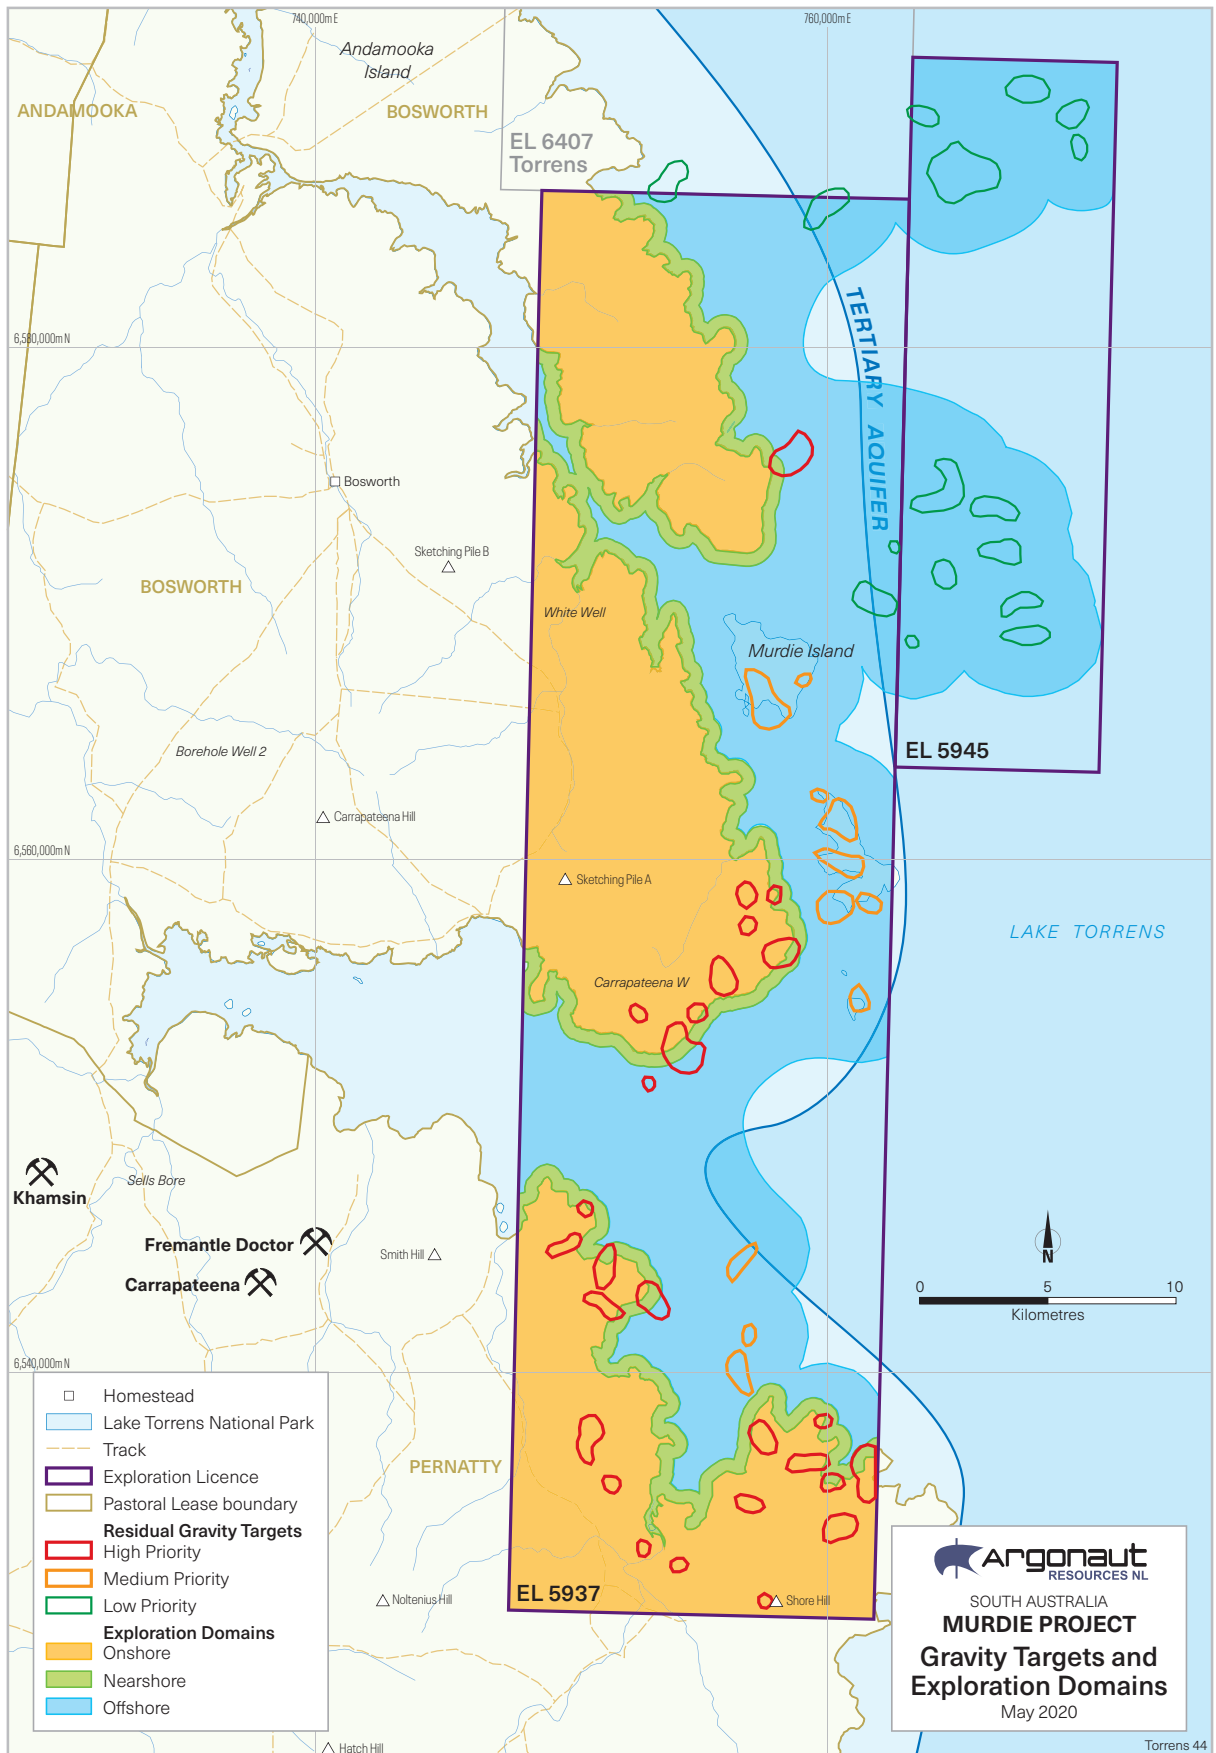 740,000m E
760,000m E
Andamooka
Island
ANDAMOOKA
BOSWORTH
EL 6407
Torrens
TERTIARY AQUIFER
6,580,000m N
Bosworth
Sketching Pile B
BOSWORTH
White Well
Murdie Island
Borehole Well 2
EL 5945
Carrapateena Hill
6,560,000m N
Sketching Pile A
LAKE TORRENS
Carrapateena W
Khamsin
Sells Bore
Fremantle Doctor
Smith Hill
Carrapateena
N
0 5 10
Kilometres
6,540,000m N
PERNATTY
EL 5937
Noltenius Hill
Shore Hill
Hatch Hill
Homestead
Lake Torrens National Park
Track
Exploration Licence
Pastoral Lease boundary
Residual Gravity Targets
High Priority
Medium Priority
Low Priority
Exploration Domains
Onshore
Nearshore
Offshore
Argonaut
RESOURCES NL
SOUTH AUSTRALIA
MURDIE PROJECT
Gravity Targets and
Exploration Domains
May 2020
Torrens 44